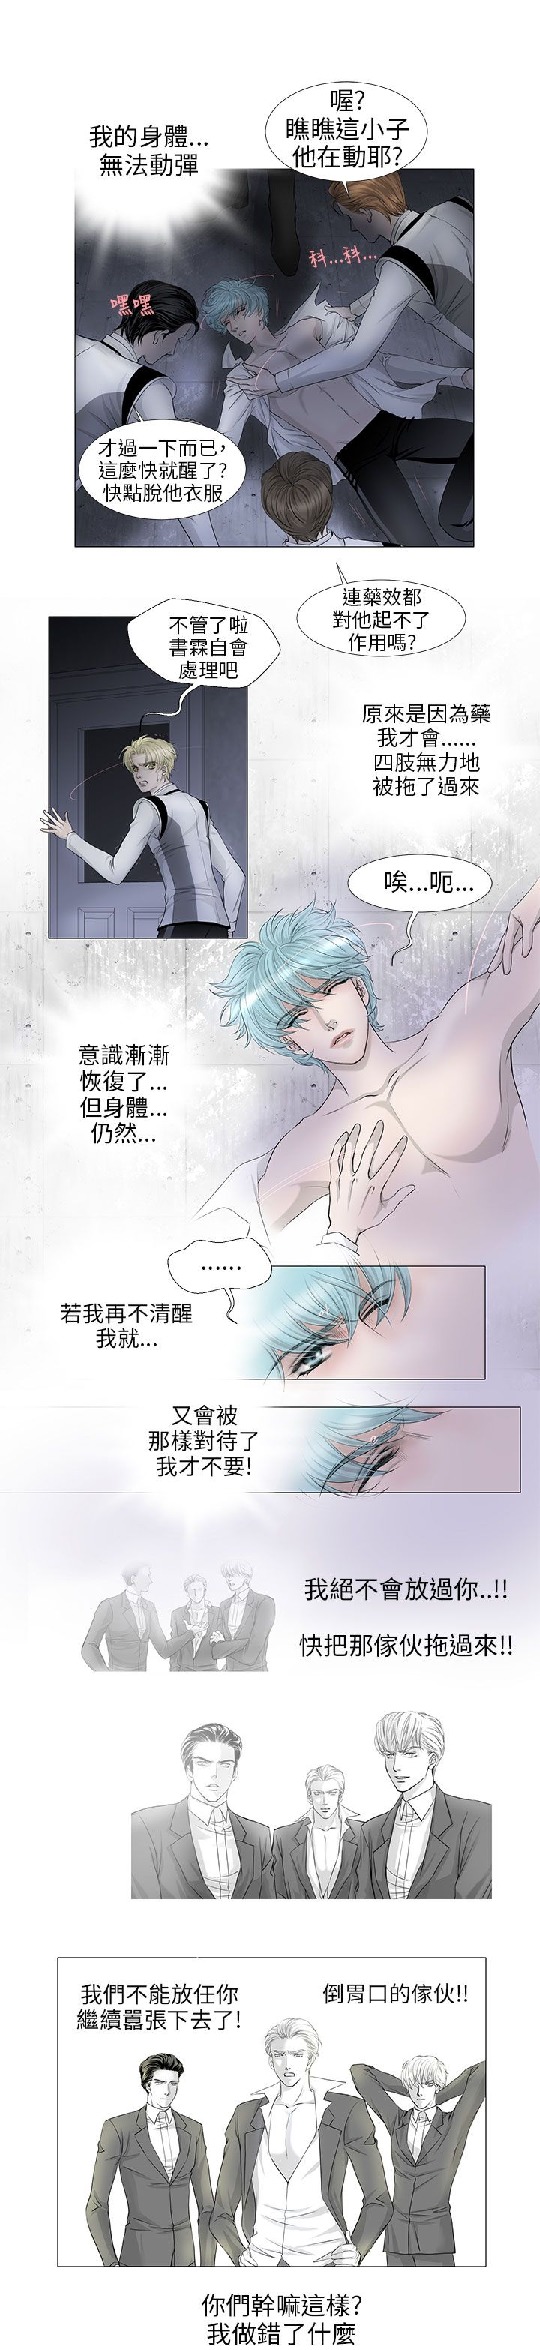 我的身體...
無法動彈
喔?
瞧瞧這小子
他在動耶?
科...科...
嘿嘿
才過一下而已,
這麼快就醒了?
快點脫他衣服
連藥效都
對他起不了
作用嗎?
不管了啦
書霖自會
處理吧
原來是因為藥
我才會......
四肢無力地
被拖了過來
唉...呃...
意識漸漸
恢復了...
但身體...
仍然...
......
若我再不清醒
我就...
又會被
那樣對待了
我才不要!
我絕不會放過你..!!
快把那傢伙拖過來!!
我們不能放任你
繼續囂張下去了!
倒胃口的傢伙!!
你們幹嘛這樣?
我做錯了什麼